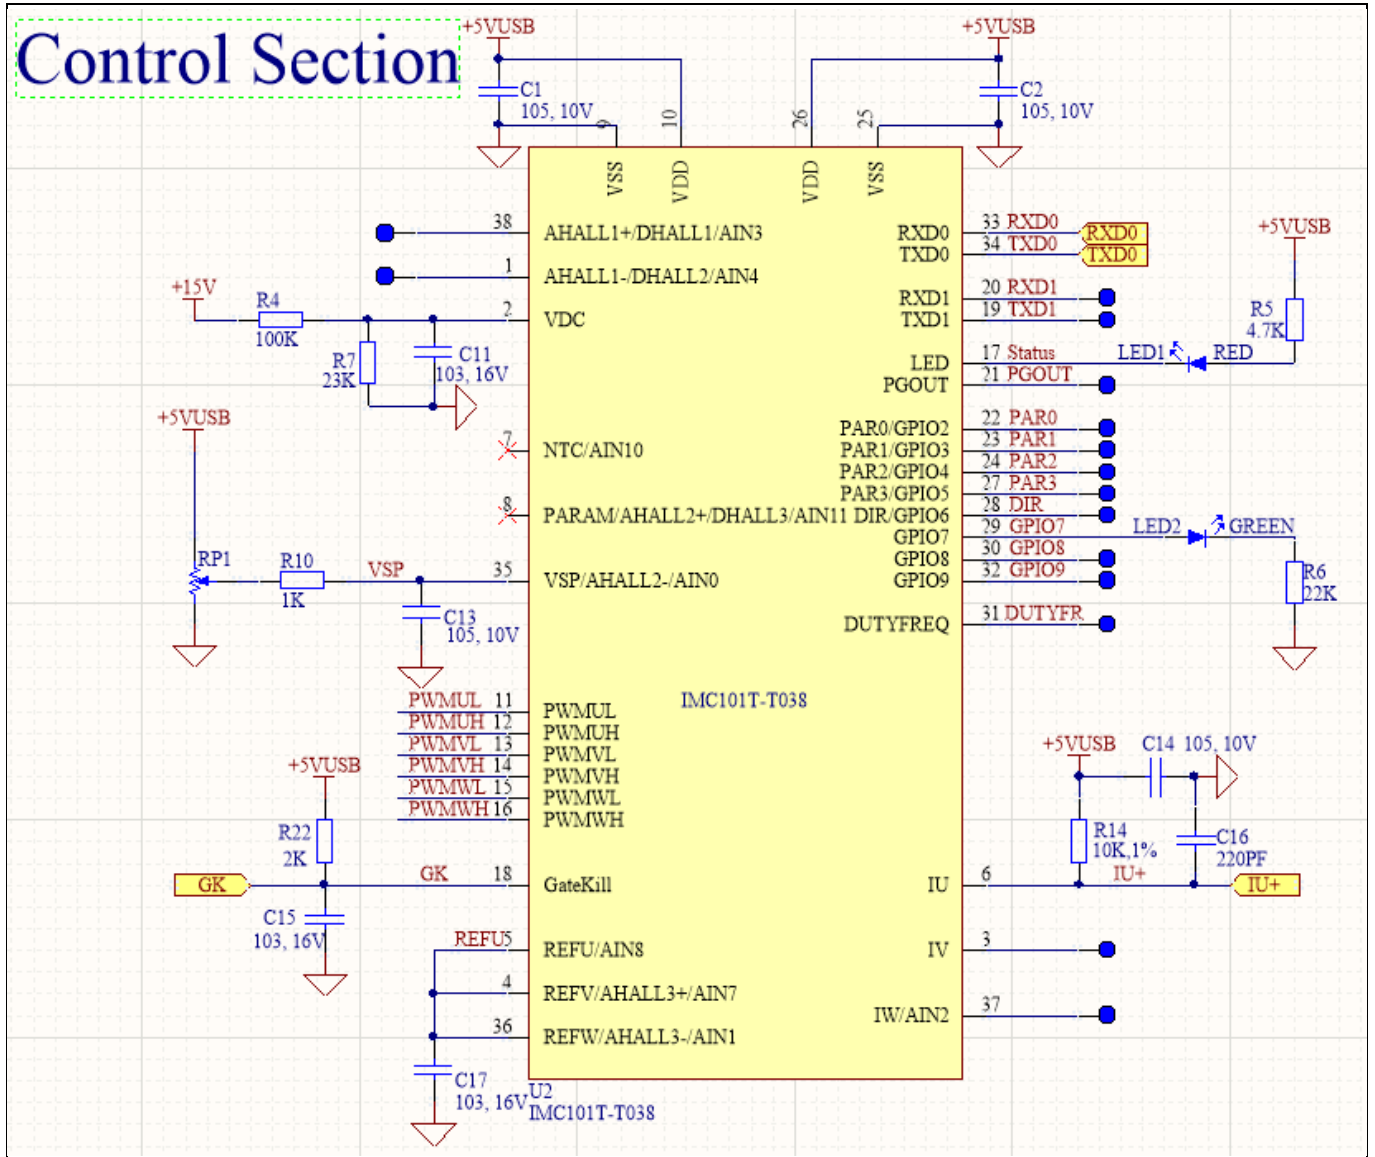 Control Section
+5VUSB
+5VUSB
C1
105, 10V
C2
105, 10V
9
10
26
25
VSS
VDD
VDD
VSS
38
AHALL1+/DHALL1/AIN3
1
AHALL1-/DHALL2/AIN4
+15V
R4
100K
2
VDC
R7
23K
C11
103, 16V
+5VUSB
7
NTC/AIN10
8
PARAM/AHALL2+/DHALL3/AIN11
RP1
R10
1K
VSP
35
VSP/AHALL2-/AIN0
C13
105, 10V
PWMUL 11 PWMUL
PWMUH 12 PWMUH
PWMVL 13 PWMVL
PWMVH 14 PWMVH
PWMWL 15 PWMWL
PWMWH 16 PWMWH
+5VUSB
R22
2K
GK
GK
18
GateKill
C15
103, 16V
REFU
5
REFU/AIN8
4
REFV/AHALL3+/AIN7
36
REFW/AHALL3-/AIN1
C17
103, 16V
U2
IMC101T-T038
IMC101T-T038
RXD0 33 RXD0 RXD0
TXD0 34 TXD0 TXD0
RXD1 20 RXD1
TXD1 19 TXD1
+5VUSB
R5
4.7K
LED 17 Status LED1 RED
PGOUT 21 PGOUT
PAR0/GPIO2 22 PAR0
PAR1/GPIO3 23 PAR1
PAR2/GPIO4 24 PAR2
PAR3/GPIO5 27 PAR3
DIR/GPIO6 28 DIR
GPIO7 29 GPIO7 LED2 GREEN
GPIO8 30 GPIO8
GPIO9 32 GPIO9
R6
22K
DUTYFREQ 31 DUTYFR
+5VUSB
C14 105, 10V
R14
10K,1%
C16
220PF
IU 6 IU+ IU+
IV 3
IW/AIN2 37